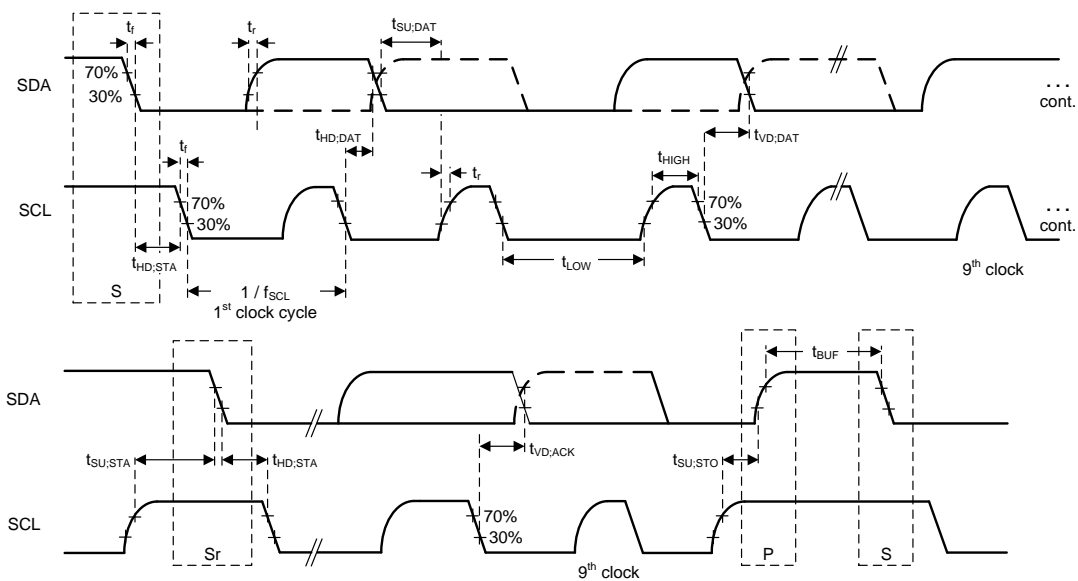 tf
tr
tSU;DAT
SDA
70%
30%
tHD;DAT
tVD;DAT
...
cont.
tf
tr
tHIGH
SCL
70%
30%
70%
30%
...
cont.
tHD;STA
tLOW
9th clock
S
1 / fSCL
1st clock cycle
tBUF
SDA
tSU;STA
tHD;STA
tVD;ACK
tSU;STO
SCL
70%
30%
Sr
P
S
9th clock